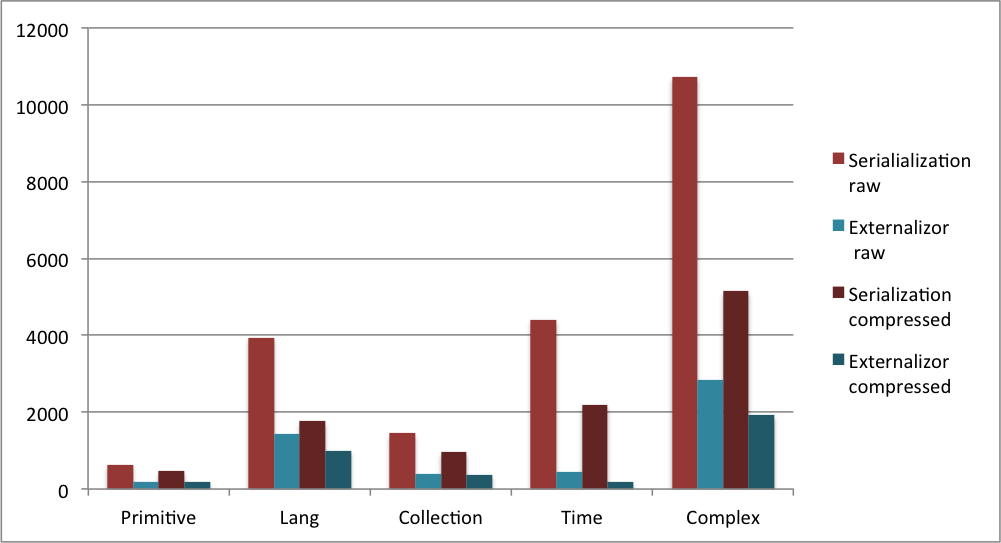 12000
10000
8000
6000
4000
2000
0
Primitive
Lang
Collection
Time
Complex
Serialialization
raw
Externalizor
raw
Serialization
compressed
Externalizor
compressed